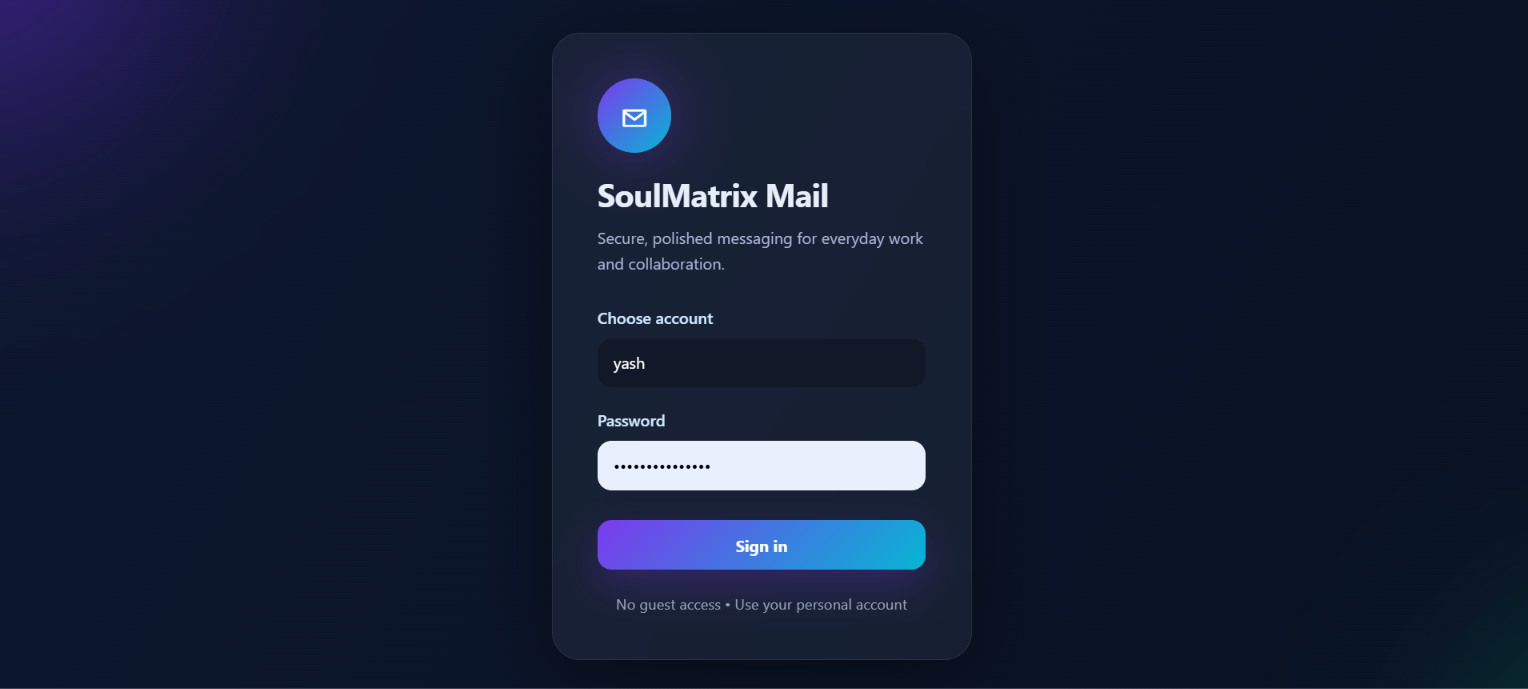 SoulMatrix Mail
Secure, polished messaging for everyday work
and collaboration.
Choose account
yash
Password
•••••••••••••••
Sign in
No guest access • Use your personal account